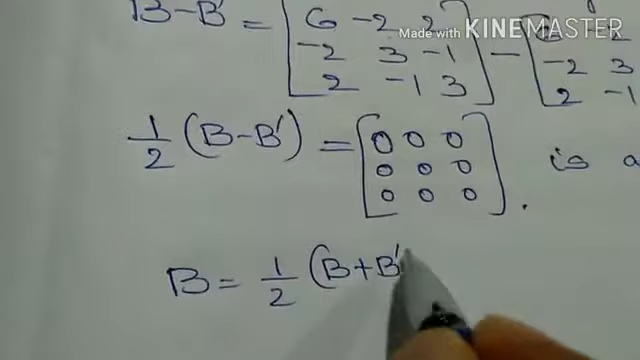 Made with KINEMASTER
B-B' = [6 -2 2
-2 3 -1
2 -1 3] - [
-2 3
2 -1
1/2 (B-B') = [0 0 0
0 0 0
0 0 0]. is a
B = 1/2 (B+B'